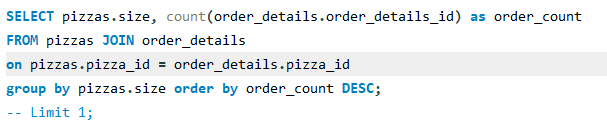 SELECT pizzas.size, count(order_details.order_details_id) as order_count
FROM pizzas JOIN order_details
on pizzas.pizza_id = order_details.pizza_id
group by pizzas.size order by order_count DESC;
-- Limit 1;